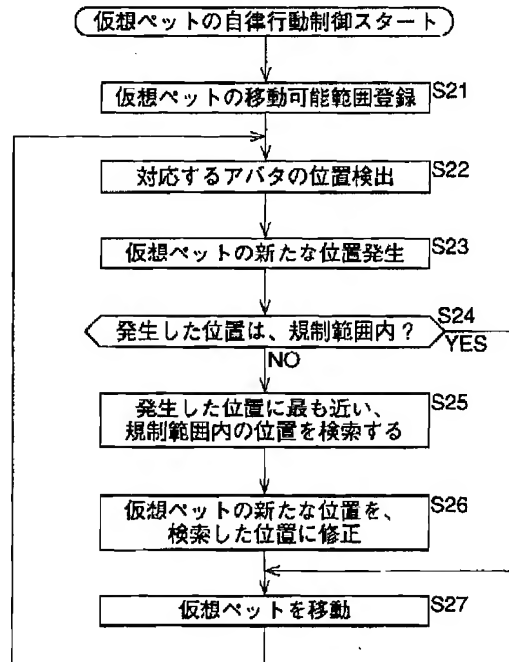 仮想ペットの自律行動制御スタート
仮想ペットの移動可能範囲登録
S21
対応するアバタの位置検出
S22
仮想ペットの新たな位置発生
S23
発生した位置は、規制範囲内?
S24
YES
NO
発生した位置に最も近い、
規制範囲内の位置を検索する
S25
仮想ペットの新たな位置を、
検索した位置に修正
S26
仮想ペットを移動
S27